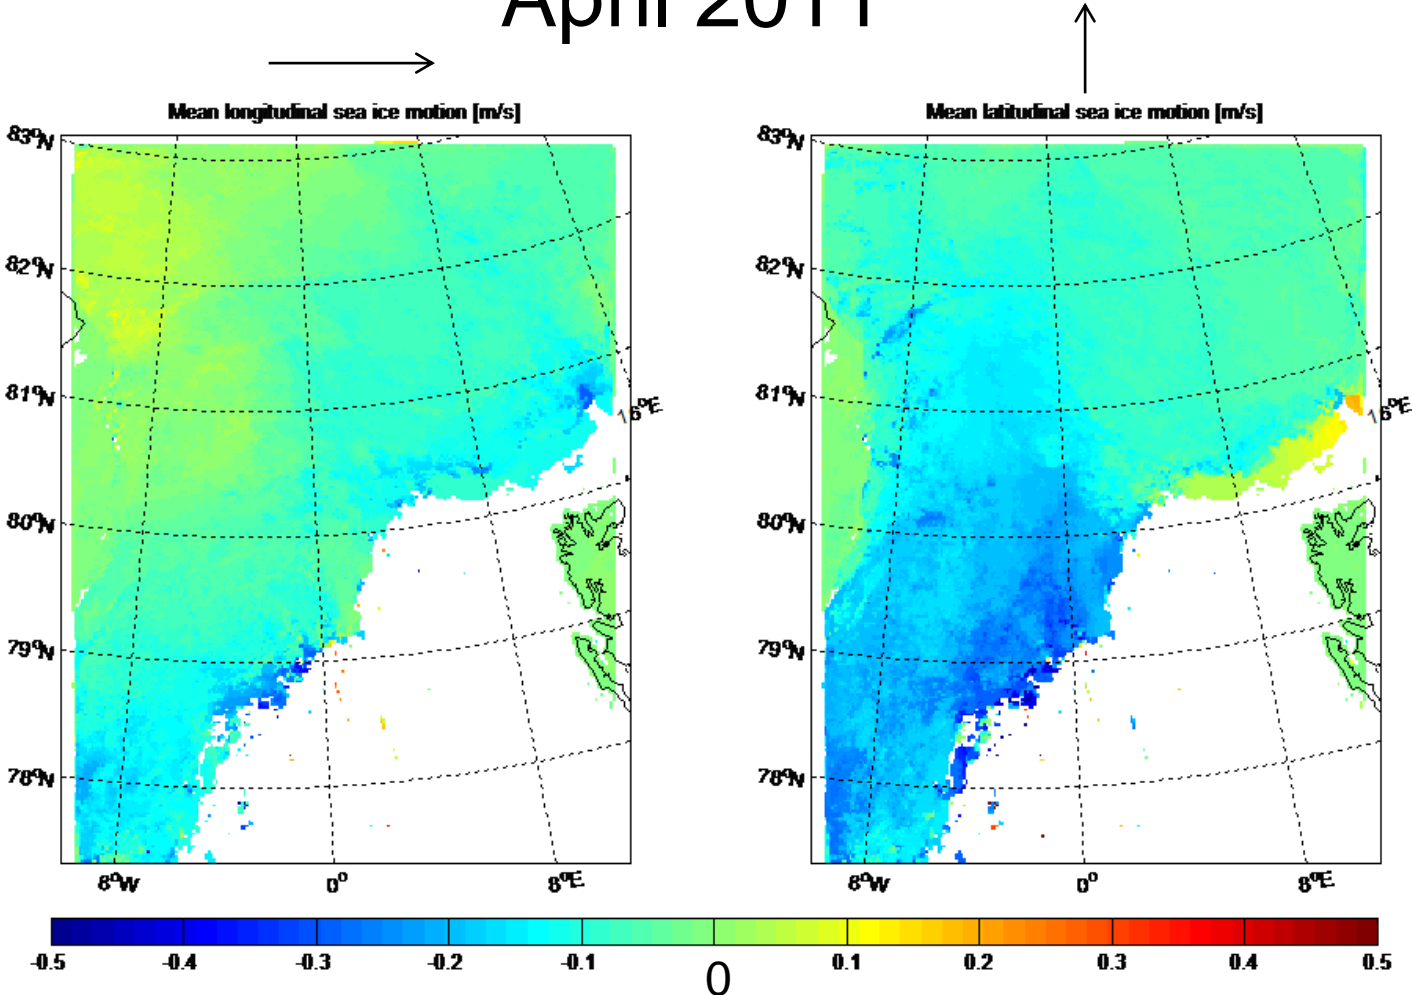 April 2011
Mean longitudinal sea ice motion [m/s]
Mean latitudinal sea ice motion [m/s]
83°N
82°N
81°N
80°N
79°N
78°N
16°E
8°W
0°
8°E
83°N
82°N
81°N
80°N
79°N
78°N
16°E
8°W
0°
8°E
-0.5 -0.4 -0.3 -0.2 -0.1 0 0.1 0.2 0.3 0.4 0.5